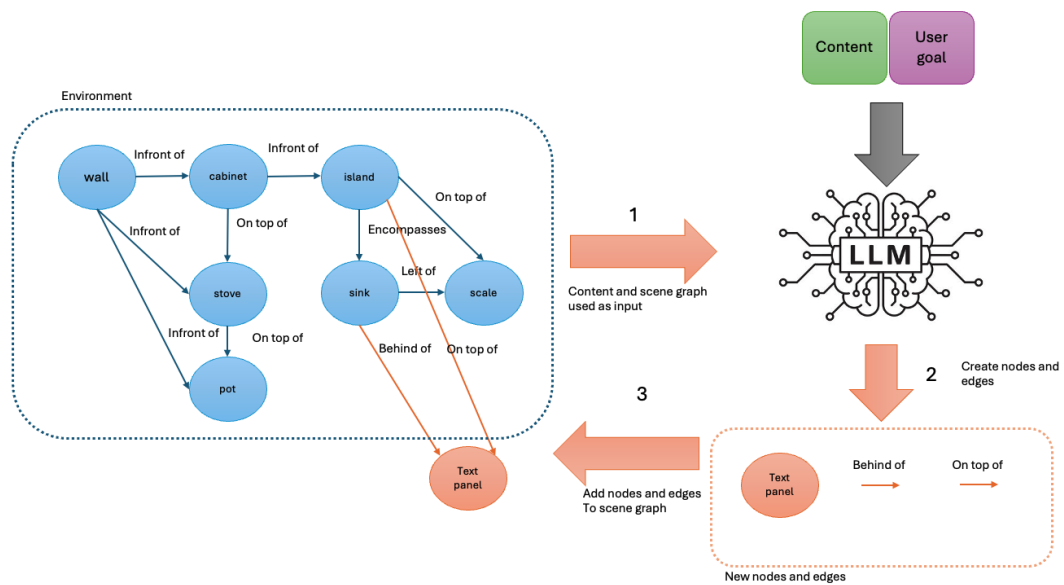 Content
User
goal
Environment
Infront of
Infront of
wall
cabinet
island
On top of
Infront of
On top of
Encompasses
1
LLM
Left of
stove
sink
scale
Content and scene graph
used as input
Infront of
On top of
Behind of
On top of
pot
2
Create nodes and
edges
3
Text
panel
Behind of
On top of
Text
panel
Add nodes and edges
To scene graph
New nodes and edges